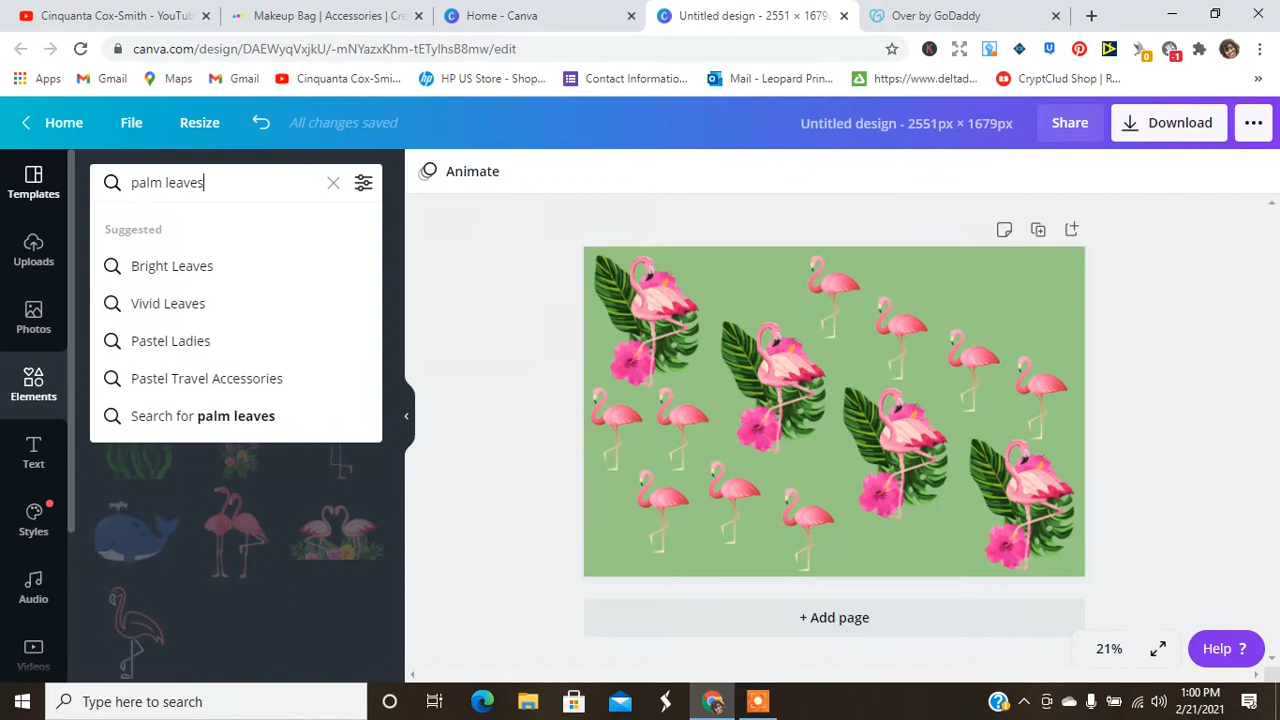 Cinquanta Cox-Smith - YouTub
Makeup Bag | Accessories | Cre
Home - Canva
Untitled design - 2551 × 1679p
Over by GoDaddy
canva.com/design/DAEWyqVxjkU/-mNYazxKhm-tETylhsB8mw/edit
Apps
Gmail
Maps
Gmail
Cinquanta Cox-Smi...
HP US Store - Shop...
Contact Informatio...
Mail - Leopard Prin...
https://www.deltad...
CryptClud Shop | R...
»
0
-1
Home
File
Resize
All changes saved
Untitled design - 2551px × 1679px
Share
Download
Templates
Uploads
Photos
Elements
Text
Styles
Audio
Videos
palm leaves
Suggested
Bright Leaves
Vivid Leaves
Pastel Ladies
Pastel Travel Accessories
Search for palm leaves
Animate
+ Add page
21%
Help ?
Type here to search
1:00 PM
2/21/2021